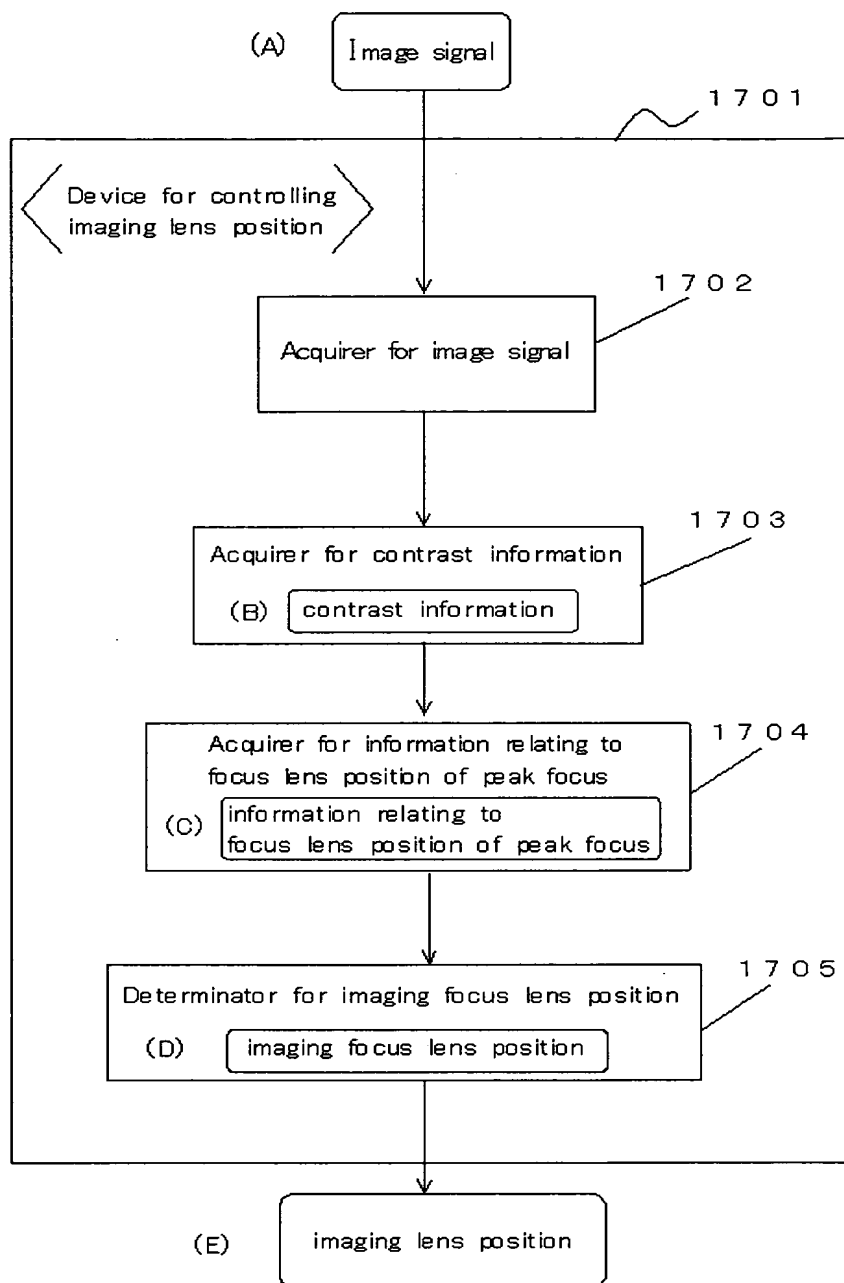 (A)
Image signal
1701
Device for controlling
imaging lens position
1702
Acquirer for image signal
1703
Acquirer for contrast information
(B)
contrast information
1704
Acquirer for information relating to
focus lens position of peak focus
(C)
information relating to
focus lens position of peak focus
1705
Determinator for imaging focus lens position
(D)
imaging focus lens position
(E)
imaging lens position